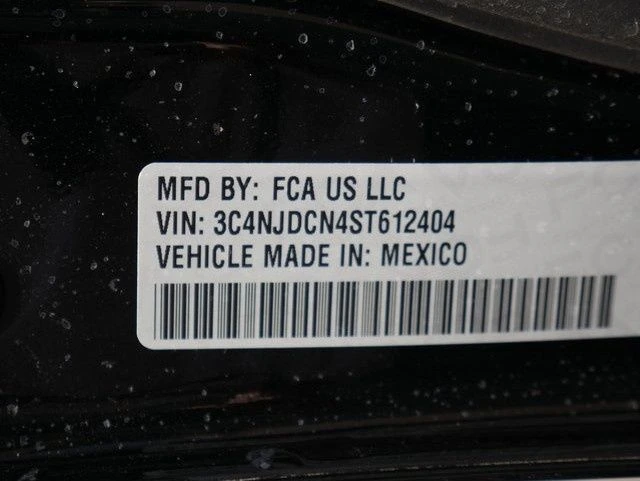 MFD BY: FCA US LLC
VIN: 3C4NJDCN4ST612404
VEHICLE MADE IN: MEXICO